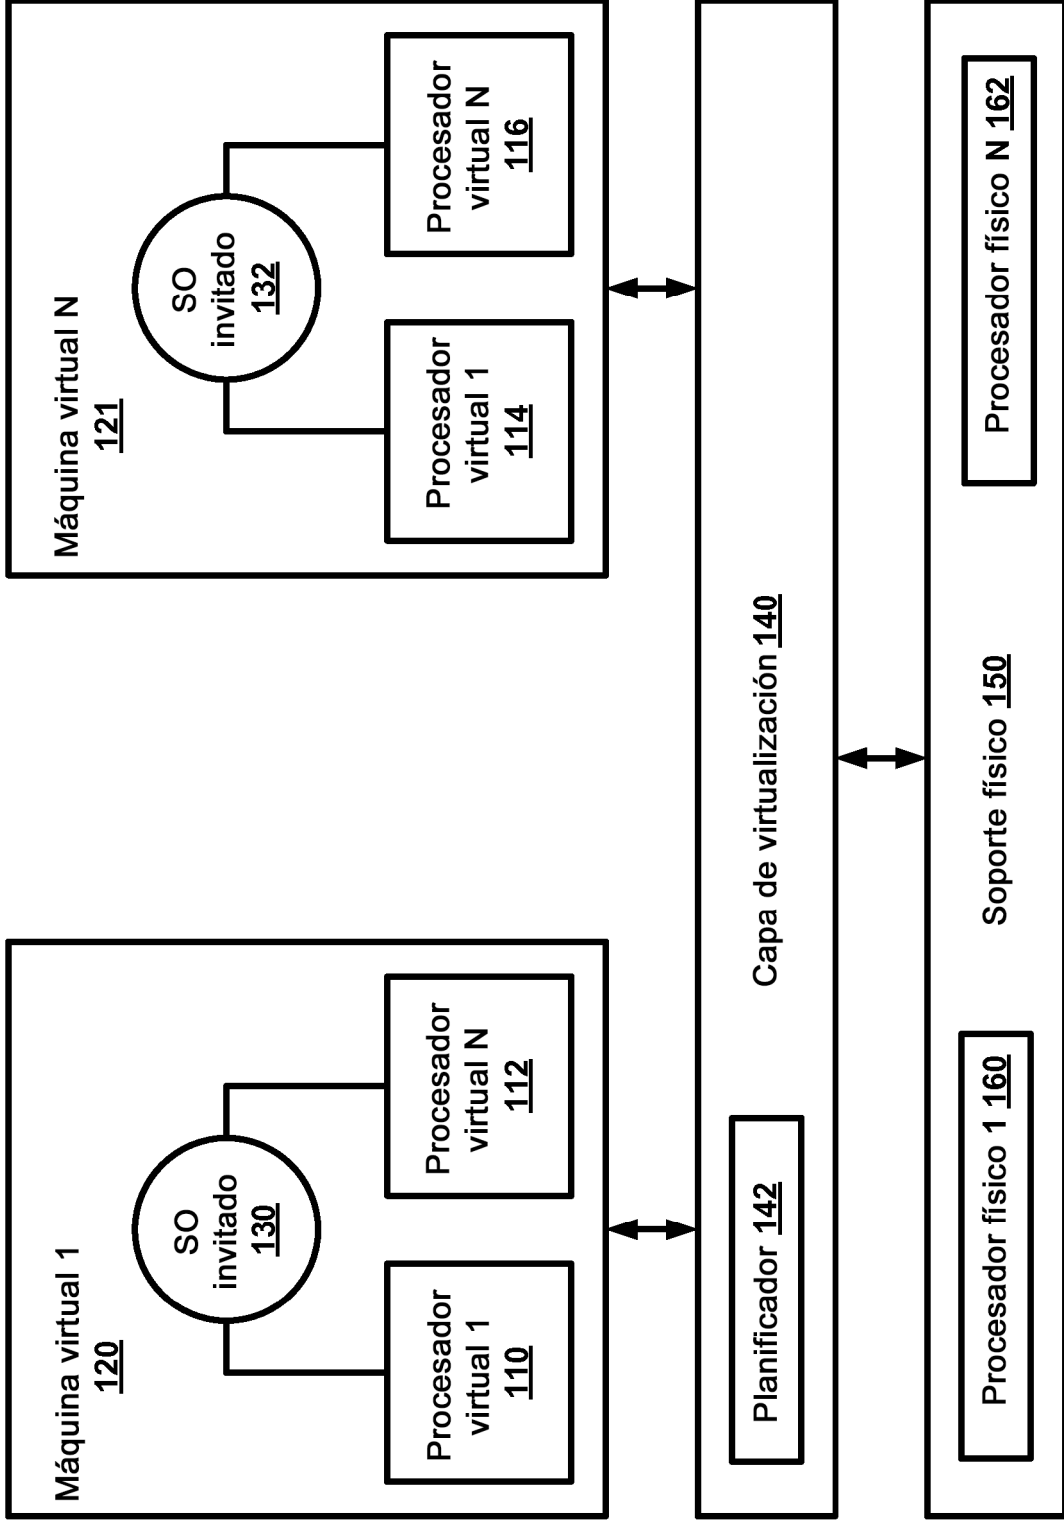 Máquina virtual 1
120
SO
invitado
130
Procesador
virtual 1
110
Procesador
virtual N
112
Máquina virtual N
121
SO
invitado
132
Procesador
virtual 1
114
Procesador
virtual N
116
Planificador 142
Capa de virtualización 140
Procesador físico 1 160
Soporte físico 150
Procesador físico N 162